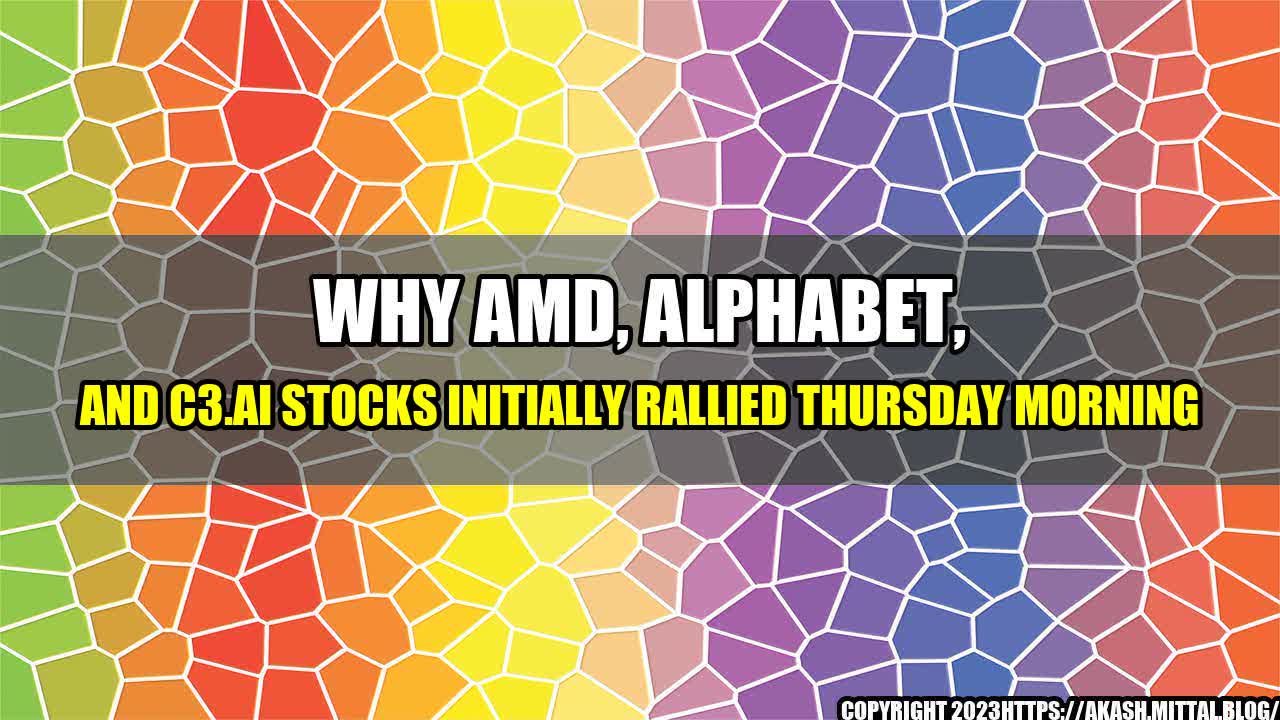 WHY AMD, ALPHABET,
AND C3.AI STOCKS INITIALLY RALLIED THURSDAY MORNING
COPYRIGHT 2023HTTPS://AKASH.MITTAL.BLOG/